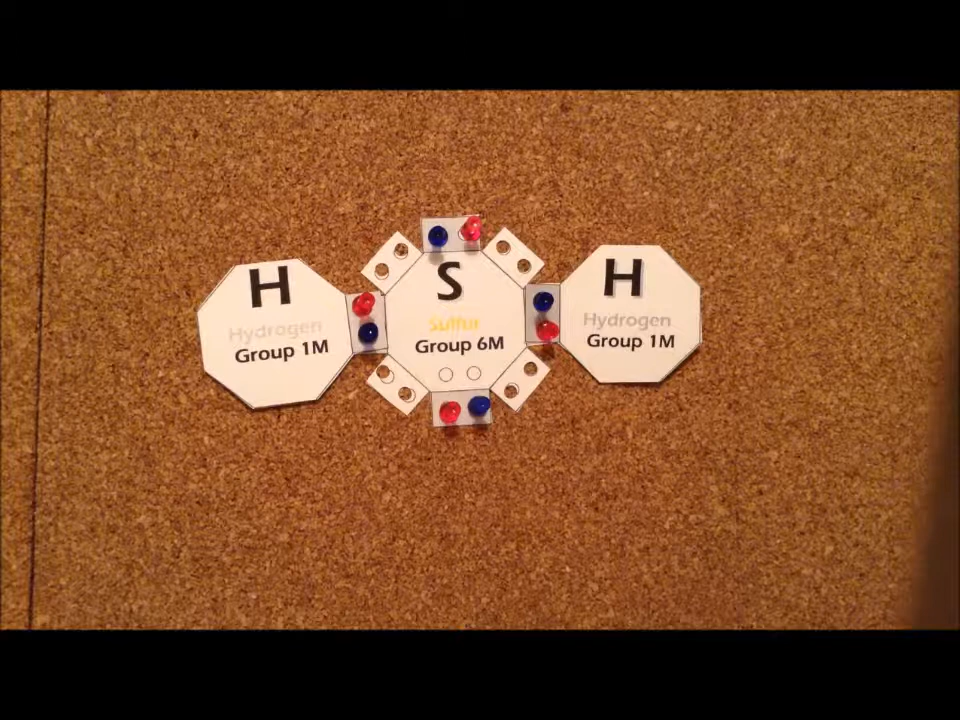 H
Hydrogen
Group 1M
S
Sulfur
Group 6M
H
Hydrogen
Group 1M